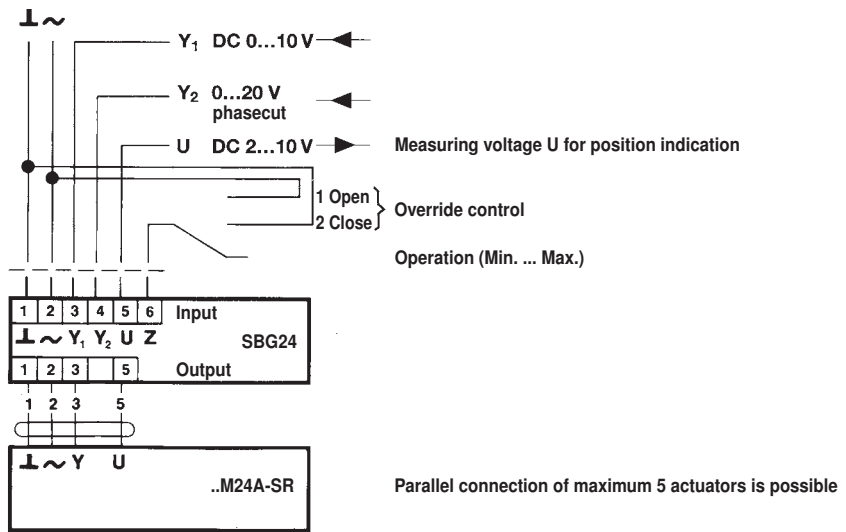 ⊥ ~
Y₁ DC 0...10 V
Y₂ 0...20 V
phasecut
U DC 2...10 V
Measuring voltage U for position indication
1 Open
2 Close
Override control
Operation (Min. ... Max.)
1 2 3 4 5 6 Input
⊥ ~ Y₁ Y₂ U Z SBG24
1 2 3 5 Output
1 2 3 5
⊥ ~ Y U
..M24A-SR
Parallel connection of maximum 5 actuators is possible